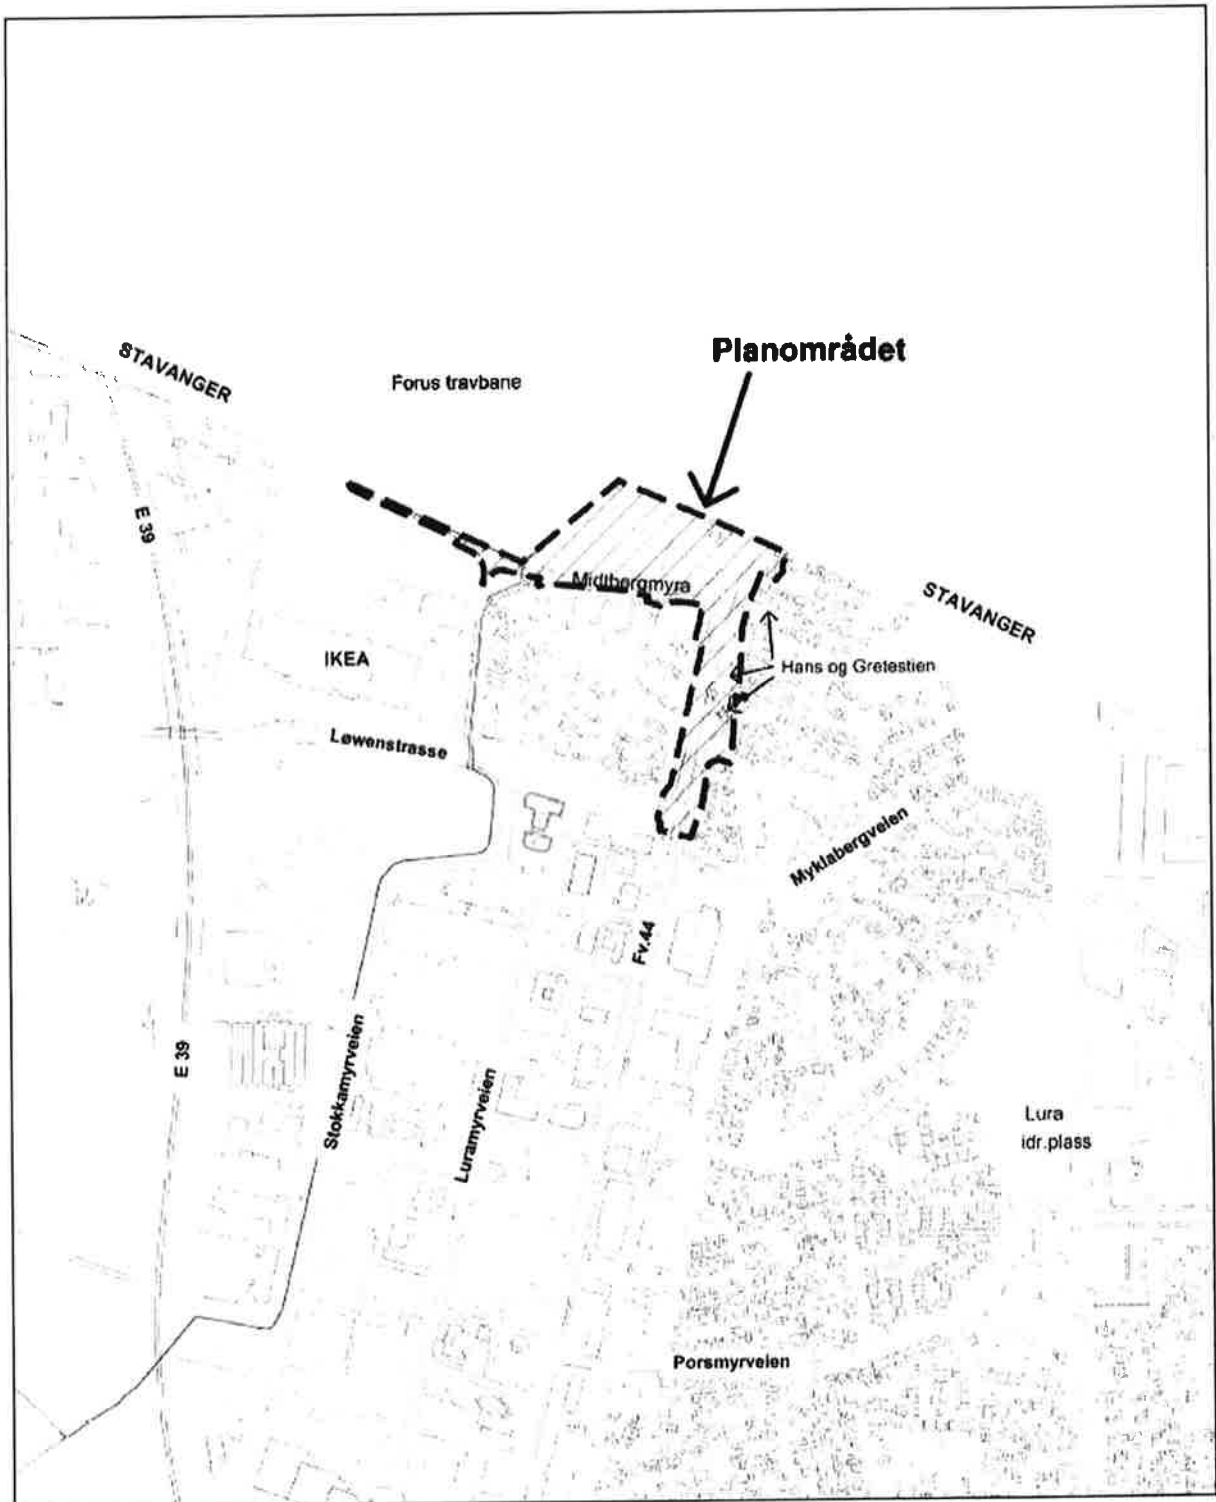 Planområdet
STAVANGER
Forus travbane
E 39
Midtbergmyra
STAVANGER
IKEA
Hans og Gretestien
Løwenstrasse
Myklabergveien
Fv.44
E 39
Stokkamyrveien
Luramyrveien
Lura
idr.plass
Porsmyrveien